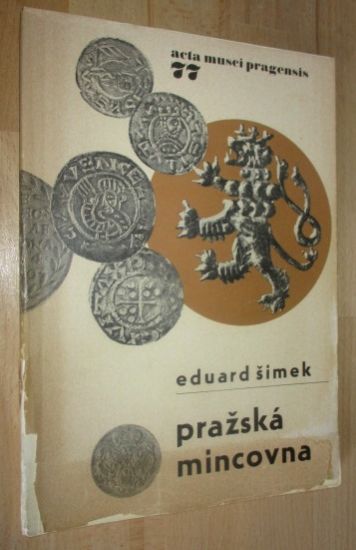 acta musei pragensis
77
eduard šimek
pražská
mincovna